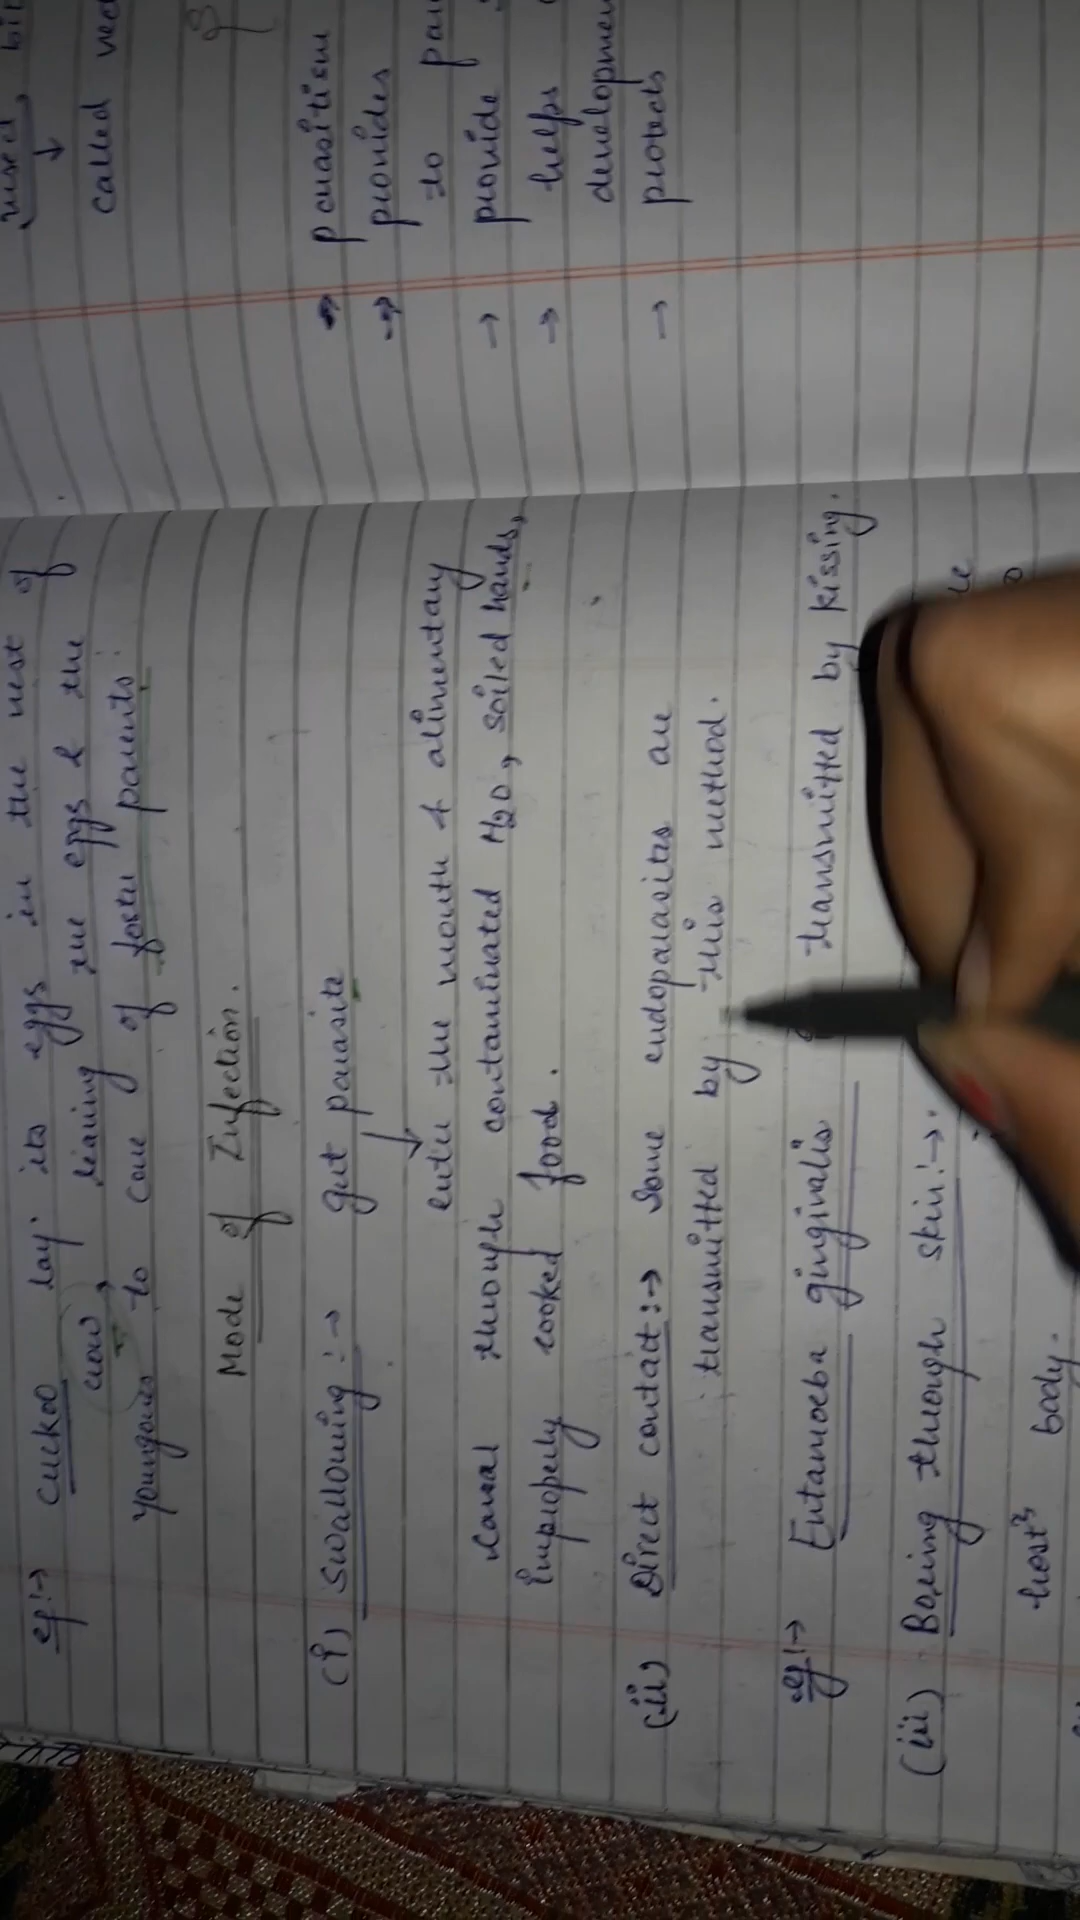 eg:→ Cuckoo lay its eggs in the nest of
crow, leaving the eggs & the
youngones to care of foster parents.
Mode of Infection.
(i) Swallowing:→ gut parasite
↓
enter the mouth & alimentary
canal through contaminated H2O, soiled hands,
Improperly cooked food.
(ii) Direct contact:→ Some endoparasites are
transmitted by this method.
eg:→ Entamoeba gingivalis transmitted by kissing.
(iii) Boring through skin:→
host's body.
called
→ parasitism
→ provides
to
→ provide
→ helps
→ protects